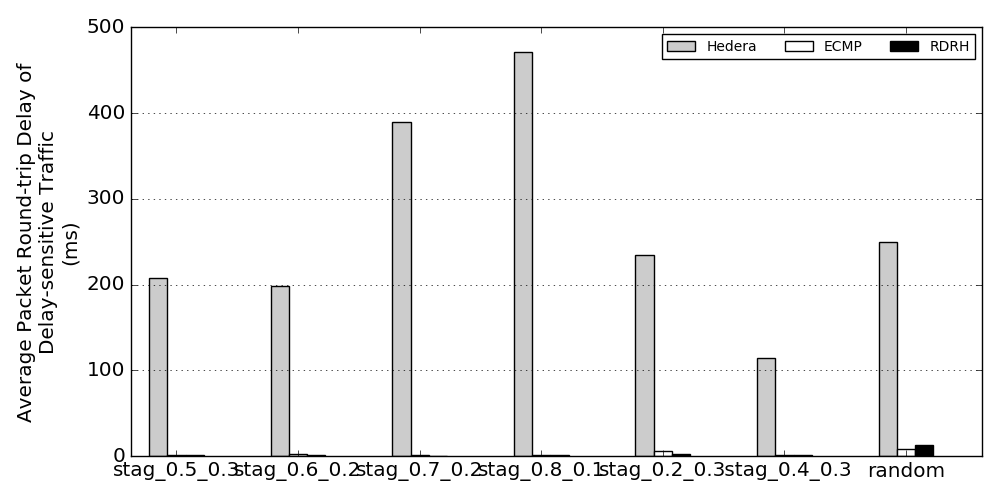 500
400
300
200
100
0
Average Packet Round-trip Delay of
Delay-sensitive Traffic
(ms)
Hedera ECMP RDRH
stag_0.5_0.3 stag_0.6_0.2 stag_0.7_0.2 stag_0.8_0.1 stag_0.2_0.3 stag_0.4_0.3 random